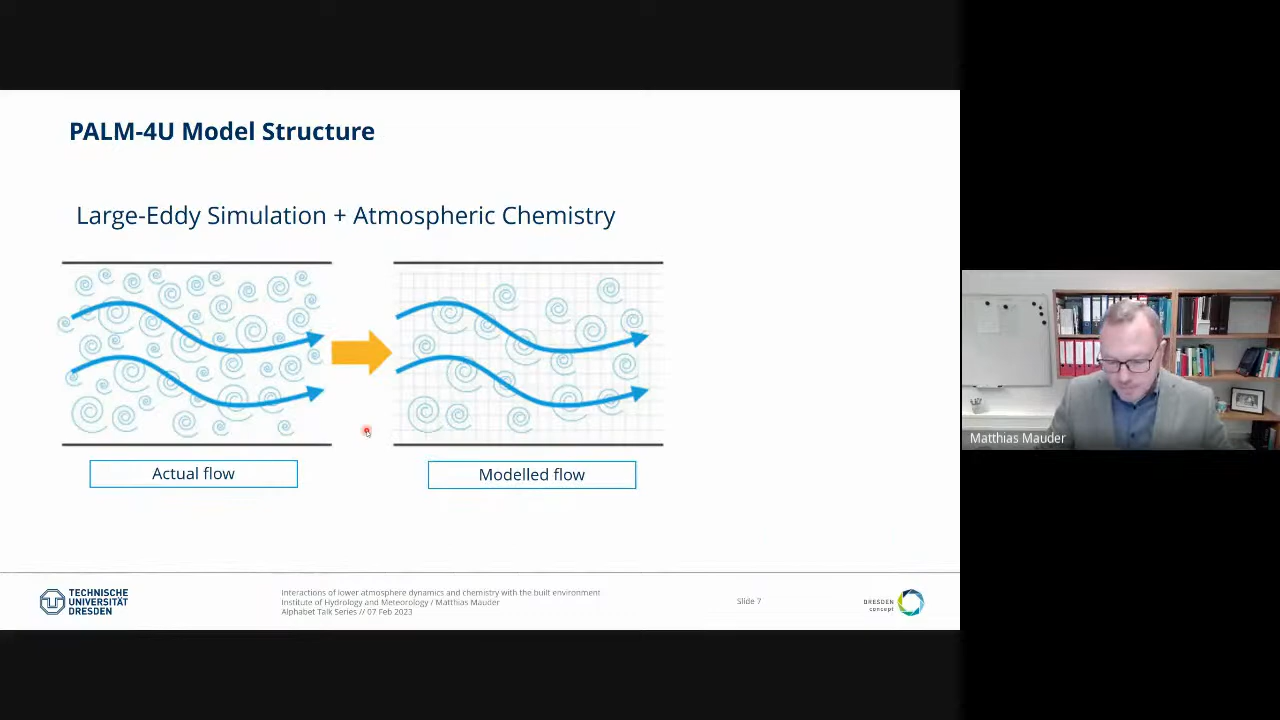 PALM-4U Model Structure
Large-Eddy Simulation + Atmospheric Chemistry
Actual flow
Modelled flow
TECHNISCHE
UNIVERSITÄT
DRESDEN
Interactions of lower atmosphere dynamics and chemistry with the built environment
Institute of Hydrology and Meteorology / Matthias Mauder
Alphabet Talk Series // 07 Feb 2023
Slide 7
DRESDEN
concept
Matthias Mauder